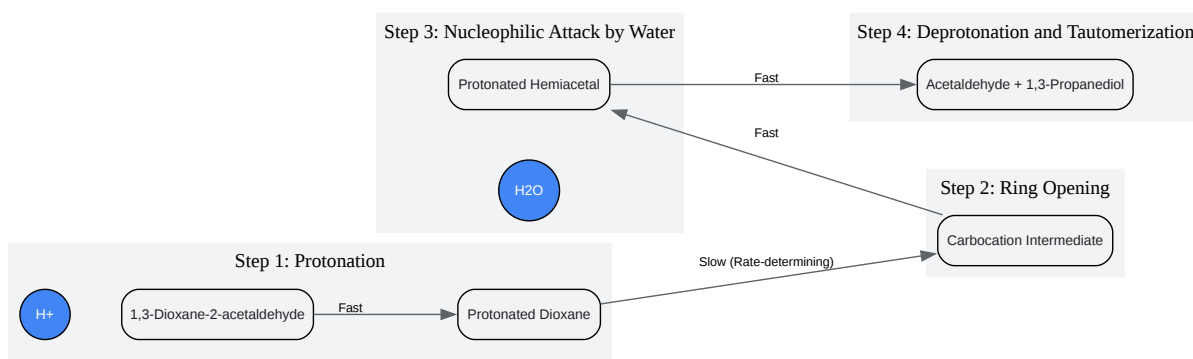 Step 3: Nucleophilic Attack by Water
Protonated Hemiacetal
H2O
Fast
Step 4: Deprotonation and Tautomerization
Acetaldehyde + 1,3-Propanediol
Fast
Step 2: Ring Opening
Carbocation Intermediate
Step 1: Protonation
H+
1,3-Dioxane-2-acetaldehyde
Fast
Protonated Dioxane
Slow (Rate-determining)